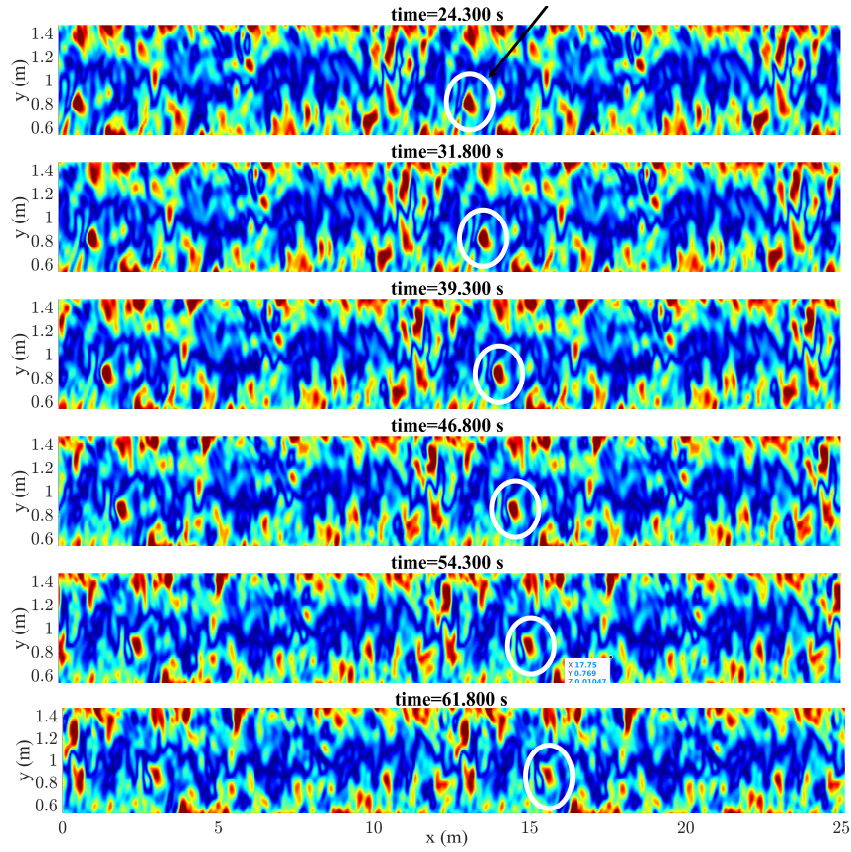 time=24.300 s
1.4
1.2
1
0.8
0.6
y (m)
time=31.800 s
1.4
1.2
1
0.8
0.6
y (m)
time=39.300 s
1.4
1.2
1
0.8
0.6
y (m)
time=46.800 s
1.4
1.2
1
0.8
0.6
y (m)
time=54.300 s
1.4
1.2
1
0.8
0.6
y (m)
X 17.75
Y 0.769
Z 0.01047
time=61.800 s
1.4
1.2
1
0.8
0.6
y (m)
0 5 10 15 20 25
x (m)